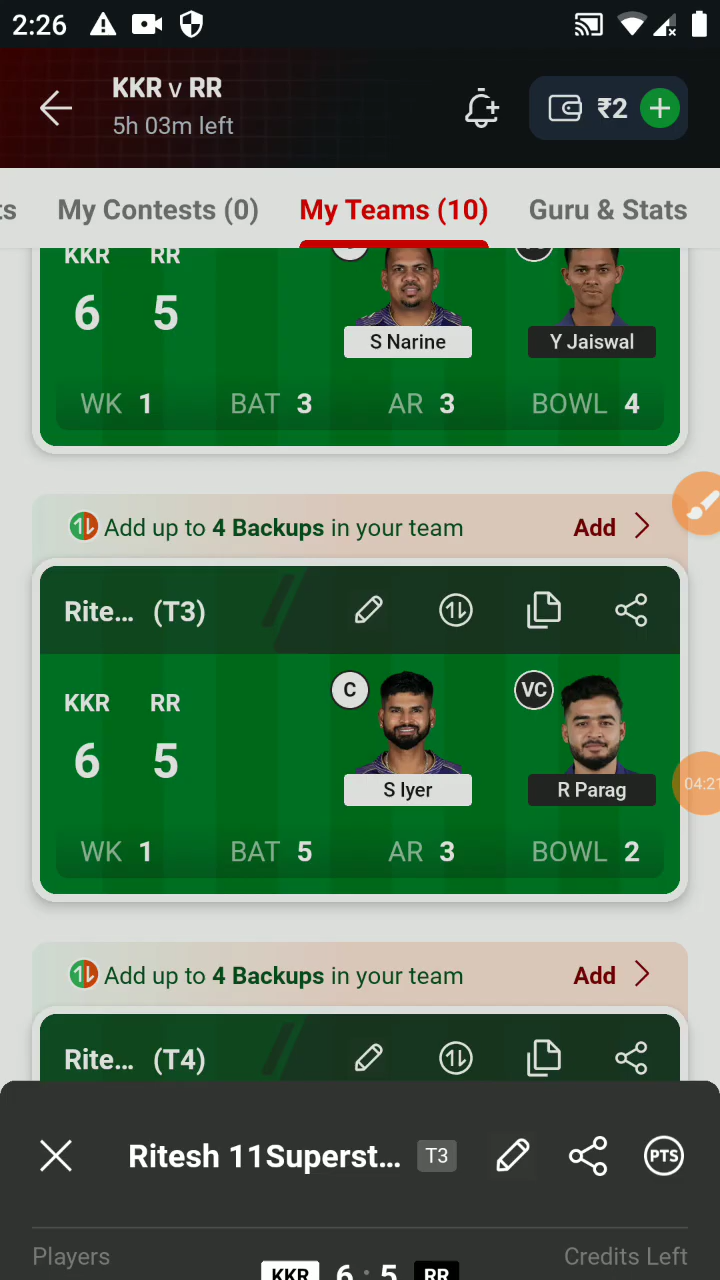 2:26
KKR v RR
5h 03m left
₹2
ts My Contests (0) My Teams (10) Guru & Stats
KKR RR
6 5
S Narine Y Jaiswal
WK 1 BAT 3 AR 3 BOWL 4
Add up to 4 Backups in your team Add
Rite... (T3)
C VC
KKR RR
6 5
S Iyer R Parag
04:21
WK 1 BAT 5 AR 3 BOWL 2
Add up to 4 Backups in your team Add
Rite... (T4)
Ritesh 11Superst... T3 PTS
Players Credits Left
KKR 6 : 5 RR